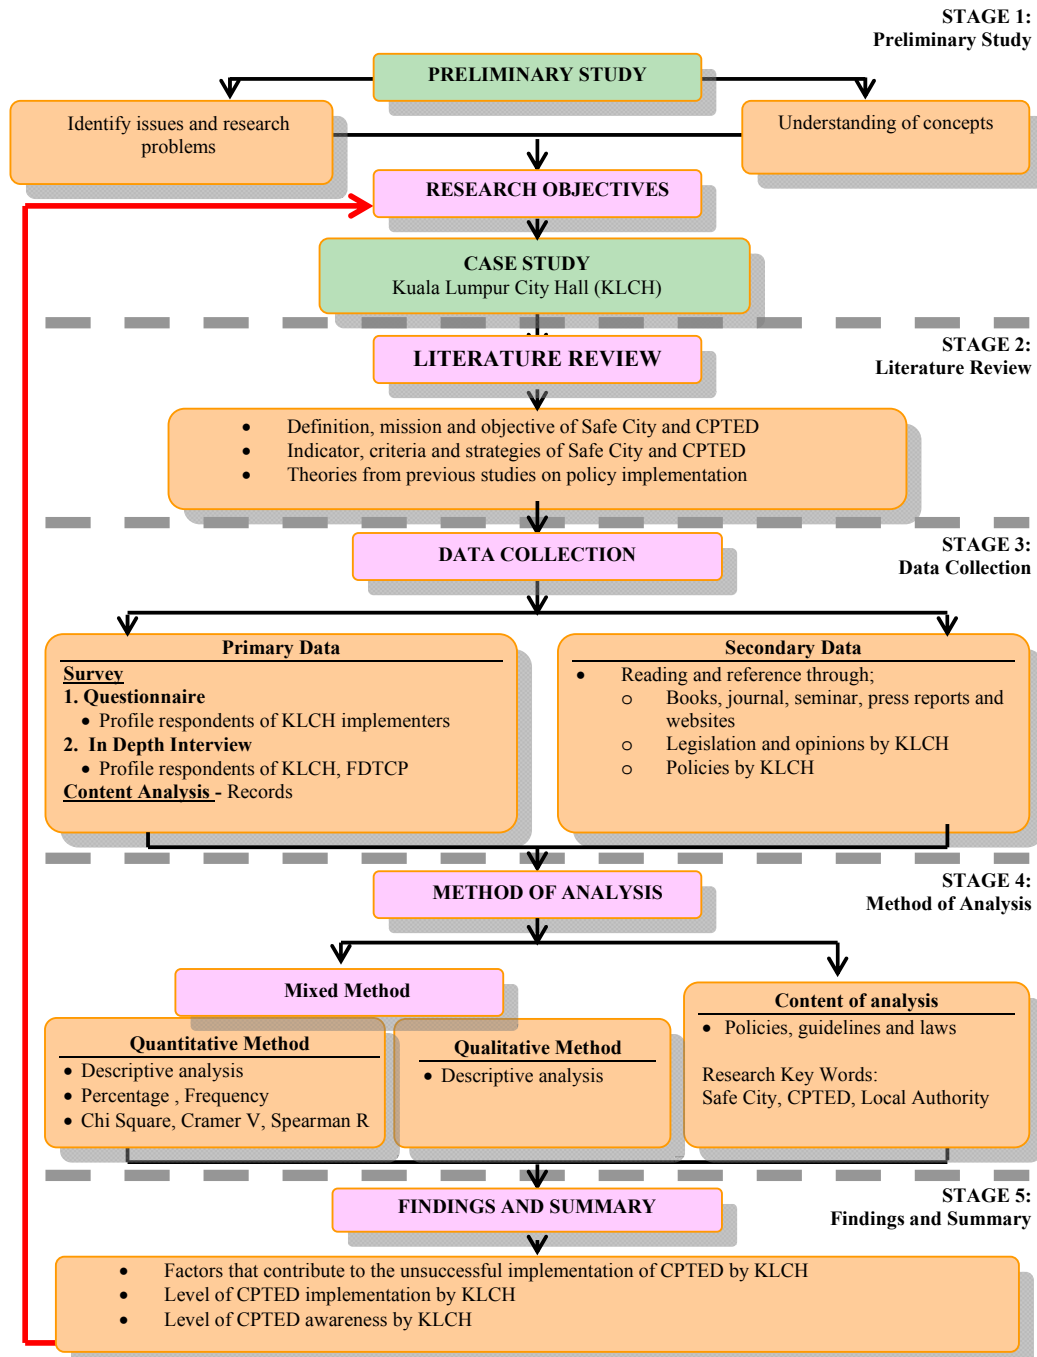 STAGE 1:
Preliminary Study
PRELIMINARY STUDY
Identify issues and research
problems
Understanding of concepts
RESEARCH OBJECTIVES
CASE STUDY
Kuala Lumpur City Hall (KLCH)
STAGE 2:
Literature Review
LITERATURE REVIEW
• Definition, mission and objective of Safe City and CPTED
• Indicator, criteria and strategies of Safe City and CPTED
• Theories from previous studies on policy implementation
STAGE 3:
Data Collection
DATA COLLECTION
Primary Data
Survey
1. Questionnaire
• Profile respondents of KLCH implementers
2. In Depth Interview
• Profile respondents of KLCH, FDTCP
Content Analysis - Records
Secondary Data
• Reading and reference through;
o Books, journal, seminar, press reports and
websites
o Legislation and opinions by KLCH
o Policies by KLCH
STAGE 4:
Method of Analysis
METHOD OF ANALYSIS
Mixed Method
Quantitative Method
• Descriptive analysis
• Percentage , Frequency
• Chi Square, Cramer V, Spearman R
Qualitative Method
• Descriptive analysis
Content of analysis
• Policies, guidelines and laws
Research Key Words:
Safe City, CPTED, Local Authority
STAGE 5:
Findings and Summary
FINDINGS AND SUMMARY
• Factors that contribute to the unsuccessful implementation of CPTED by KLCH
• Level of CPTED implementation by KLCH
• Level of CPTED awareness by KLCH